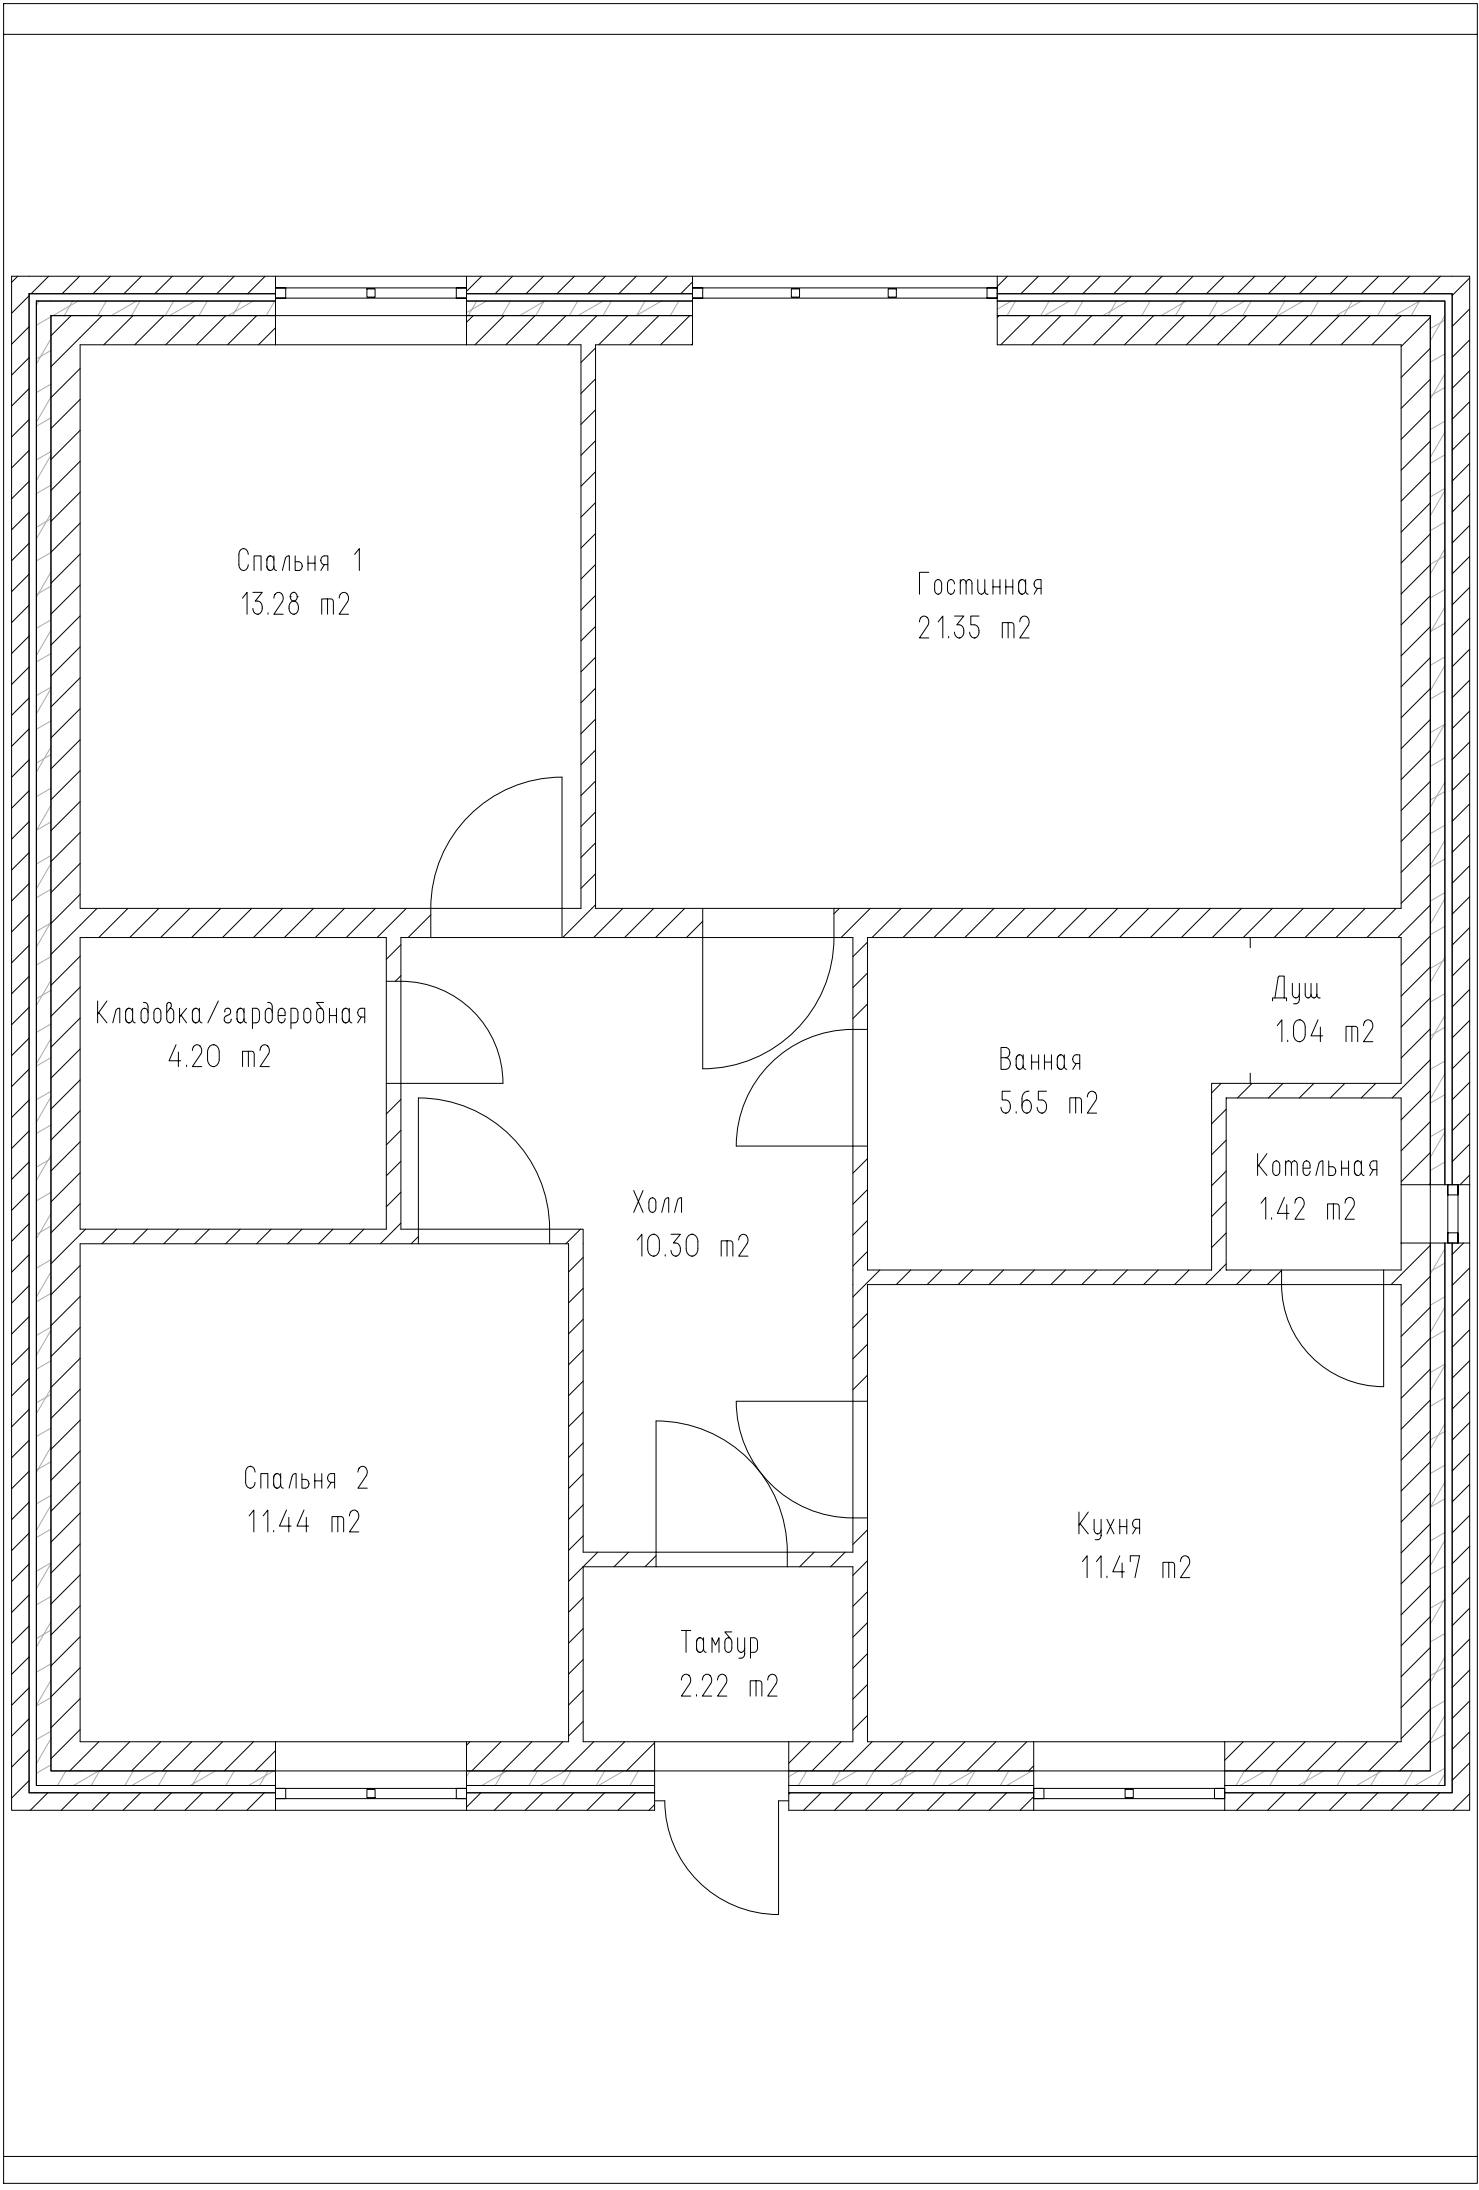 Спальня 1
13.28 m2
Гостинная
21.35 m2
Кладовка/гардеробная
4.20 m2
Душ
1.04 m2
Ванная
5.65 m2
Котельная
1.42 m2
Холл
10.30 m2
Спальня 2
11.44 m2
Кухня
11.47 m2
Тамбур
2.22 m2